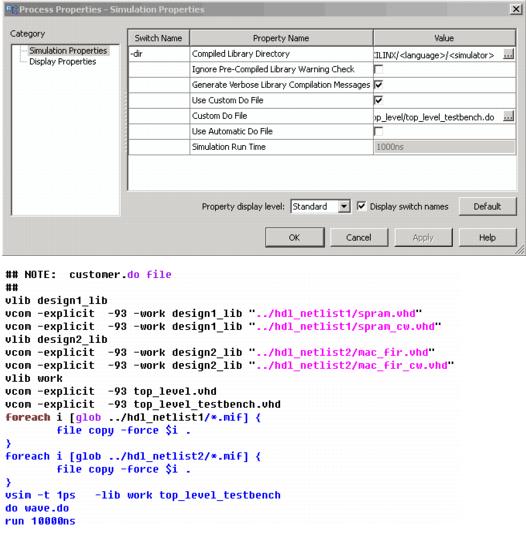 Process Properties - Simulation Properties
Category
Simulation Properties
Display Properties
Switch Name Property Name Value
-dir Compiled Library Directory ILINX/<language>/<simulator> ...
Ignore Pre-Compiled Library Warning Check
Generate Verbose Library Compilation Messages
Use Custom Do File
Custom Do File op_level/top_level_testbench.do ...
Use Automatic Do File
Simulation Run Time 1000ns
Property display level: Standard Display switch names Default
OK Cancel Apply Help
## NOTE:  customer.do file
##
vlib design1_lib
vcom -explicit  -93 -work design1_lib "../hdl_netlist1/spram.vhd"
vcom -explicit  -93 -work design1_lib "../hdl_netlist1/spram_cw.vhd"
vlib design2_lib
vcom -explicit  -93 -work design2_lib "../hdl_netlist2/mac_fir.vhd"
vcom -explicit  -93 -work design2_lib "../hdl_netlist2/mac_fir_cw.vhd"
vlib work
vcom -explicit  -93 top_level.vhd
vcom -explicit  -93 top_level_testbench.vhd
foreach i [glob ../hdl_netlist1/*.mif] {
        file copy -force $i .
}
foreach i [glob ../hdl_netlist2/*.mif] {
        file copy -force $i .
}
vsim -t 1ps   -lib work top_level_testbench
do wave.do
run 10000ns